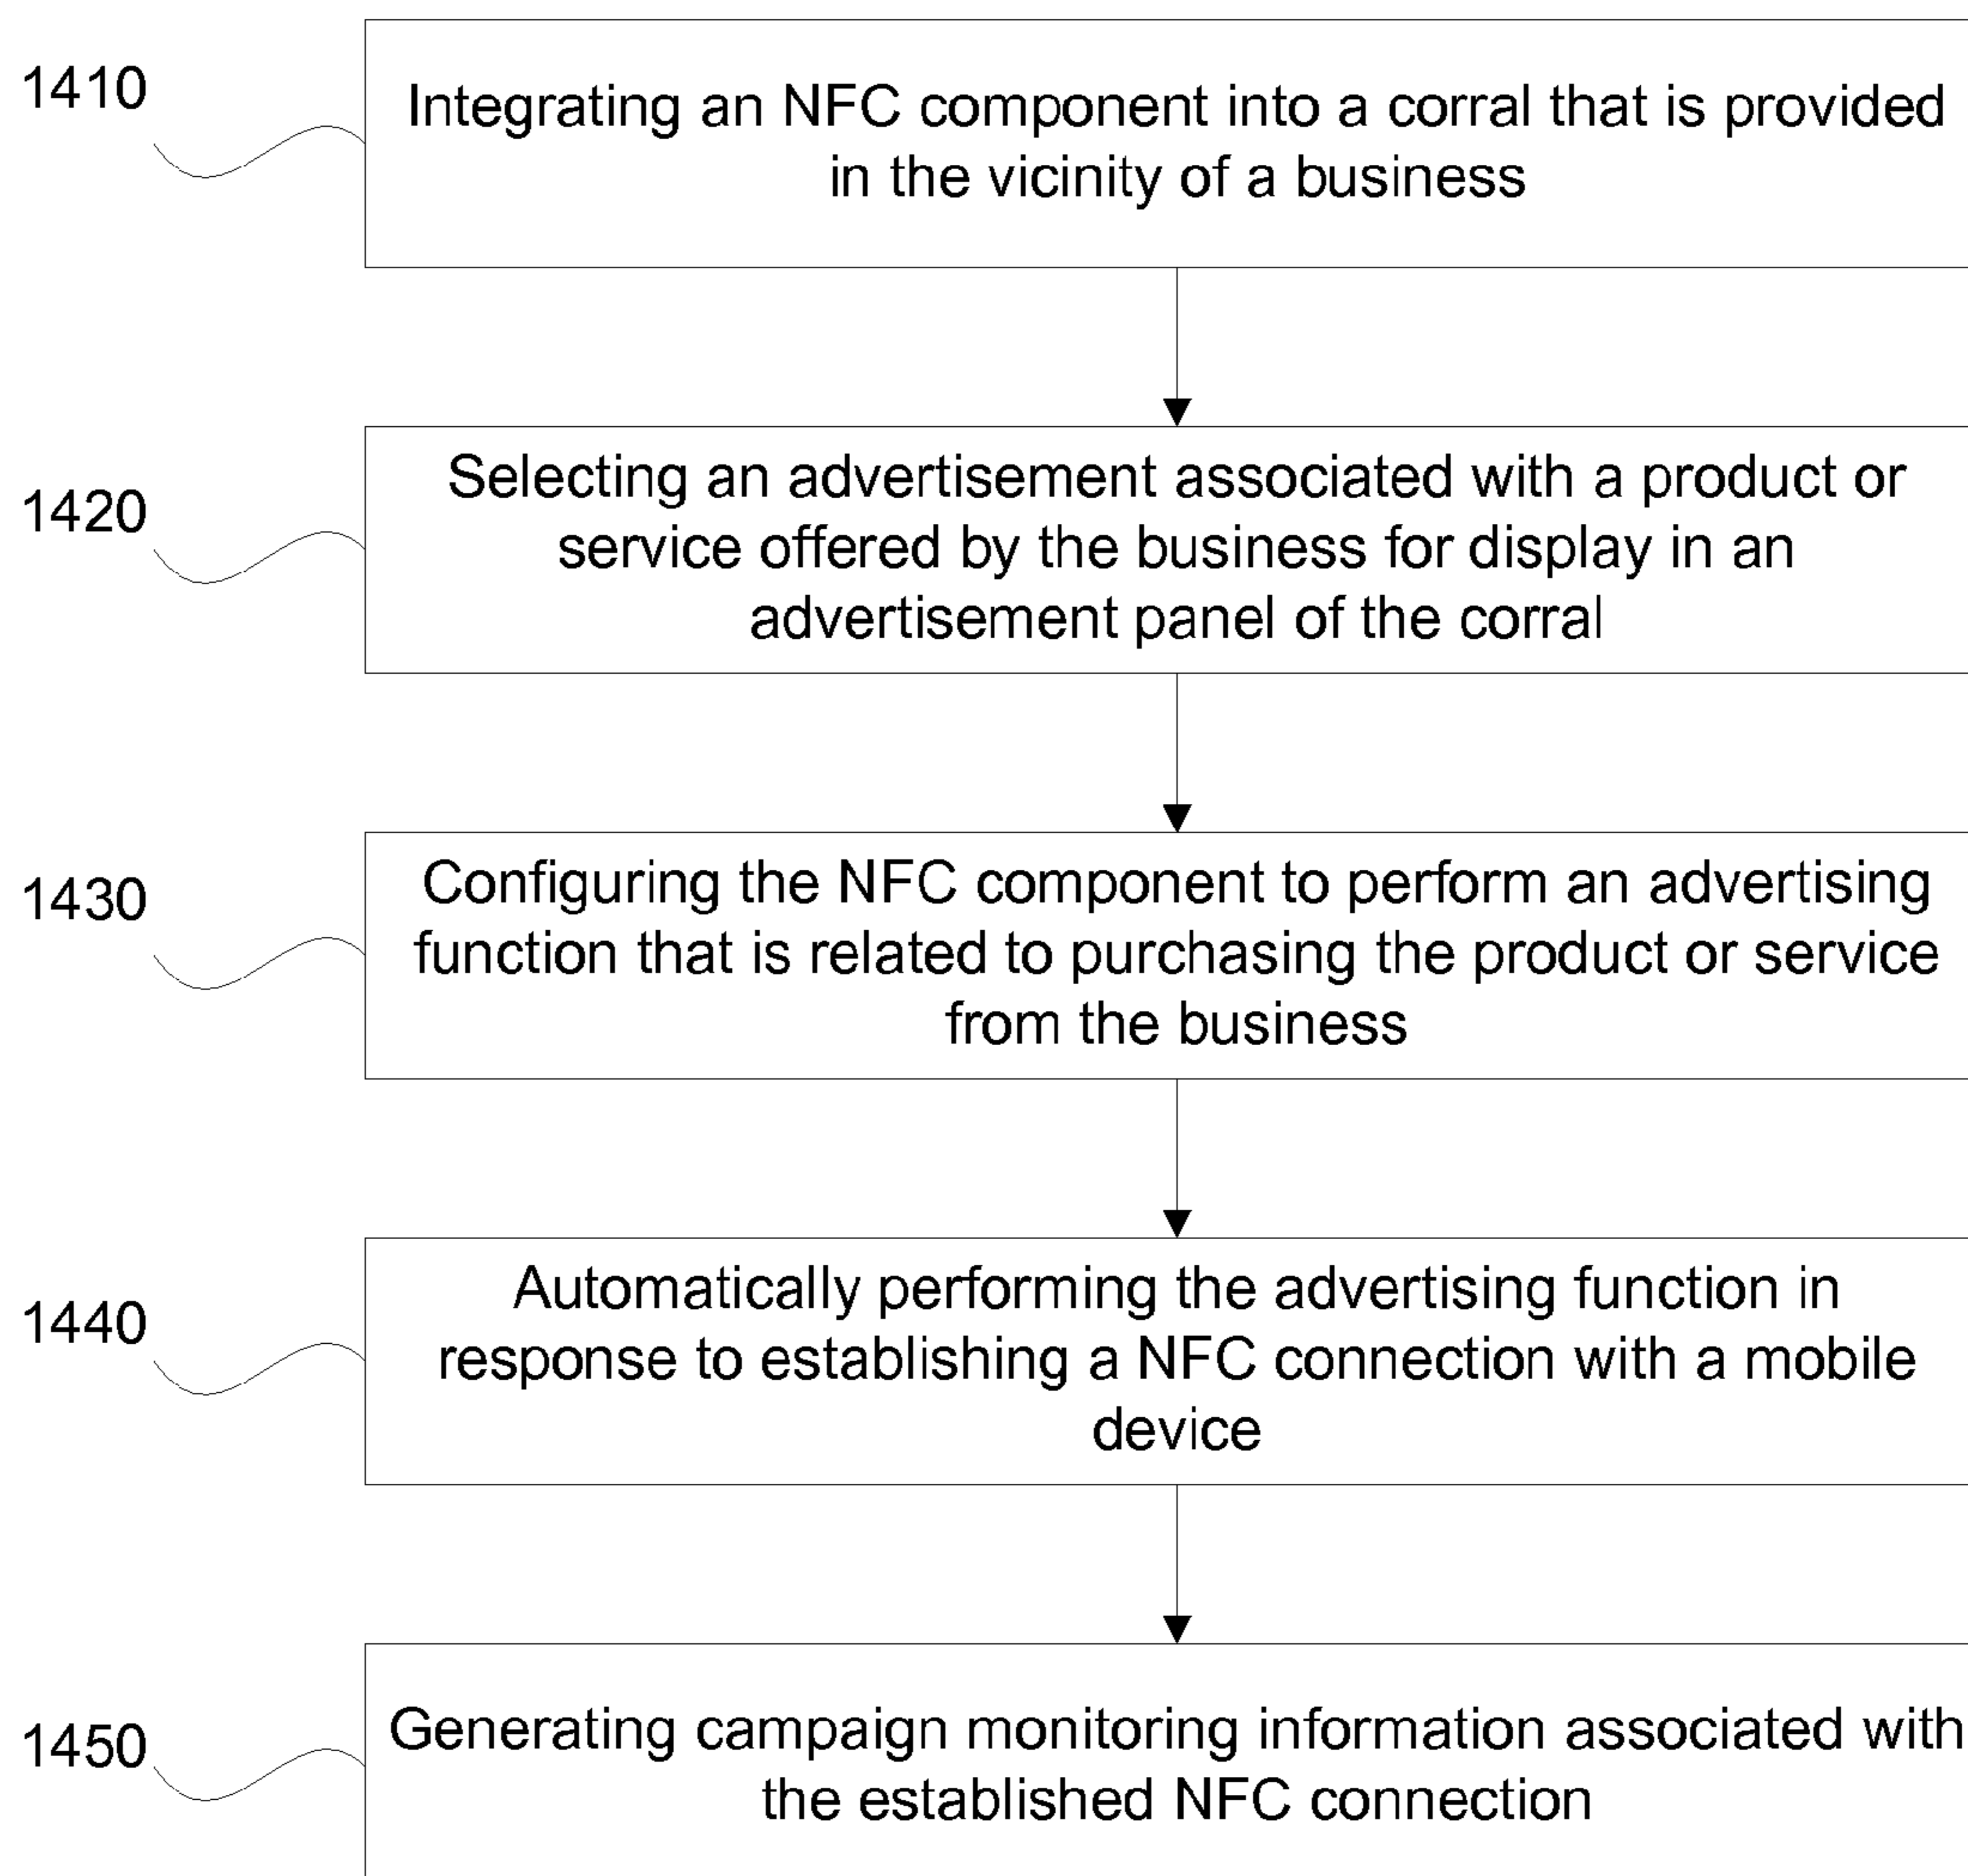 1410
Integrating an NFC component into a corral that is provided
in the vicinity of a business
1420
Selecting an advertisement associated with a product or
service offered by the business for display in an
advertisement panel of the corral
1430
Configuring the NFC component to perform an advertising
function that is related to purchasing the product or service
from the business
1440
Automatically performing the advertising function in
response to establishing a NFC connection with a mobile
device
1450
Generating campaign monitoring information associated with
the established NFC connection